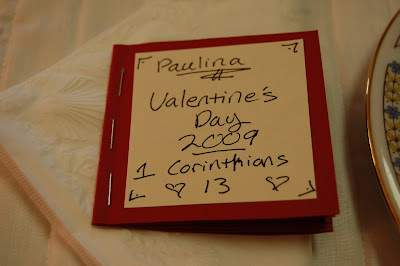 Paulina
Valentine's
Day
2009
1 Corinthians
♡ 13 ♡